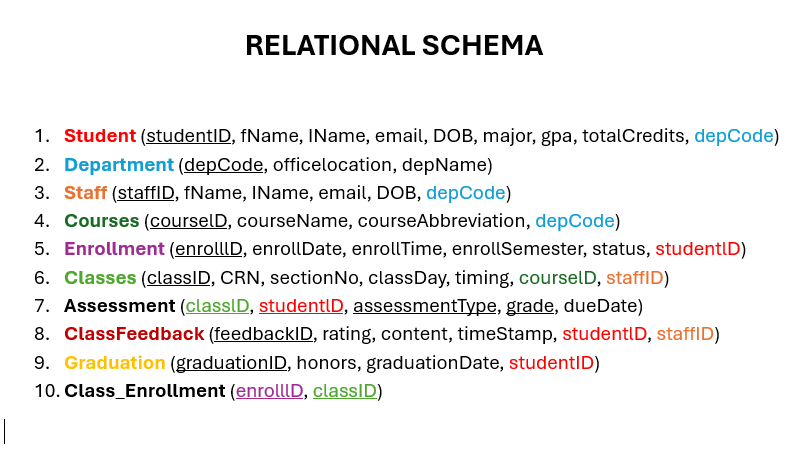 RELATIONAL SCHEMA
1. Student (studentID, fName, lName, email, DOB, major, gpa, totalCredits, depCode)
2. Department (depCode, officelocation, depName)
3. Staff (staffID, fName, lName, email, DOB, depCode)
4. Courses (courseID, courseName, courseAbbreviation, depCode)
5. Enrollment (enrollID, enrollDate, enrollTime, enrollSemester, status, studentID)
6. Classes (classID, CRN, sectionNo, classDay, timing, courseID, staffID)
7. Assessment (classID, studentID, assessmentType, grade, dueDate)
8. ClassFeedback (feedbackID, rating, content, timeStamp, studentID, staffID)
9. Graduation (graduationID, honors, graduationDate, studentID)
10. Class_Enrollment (enrollID, classID)